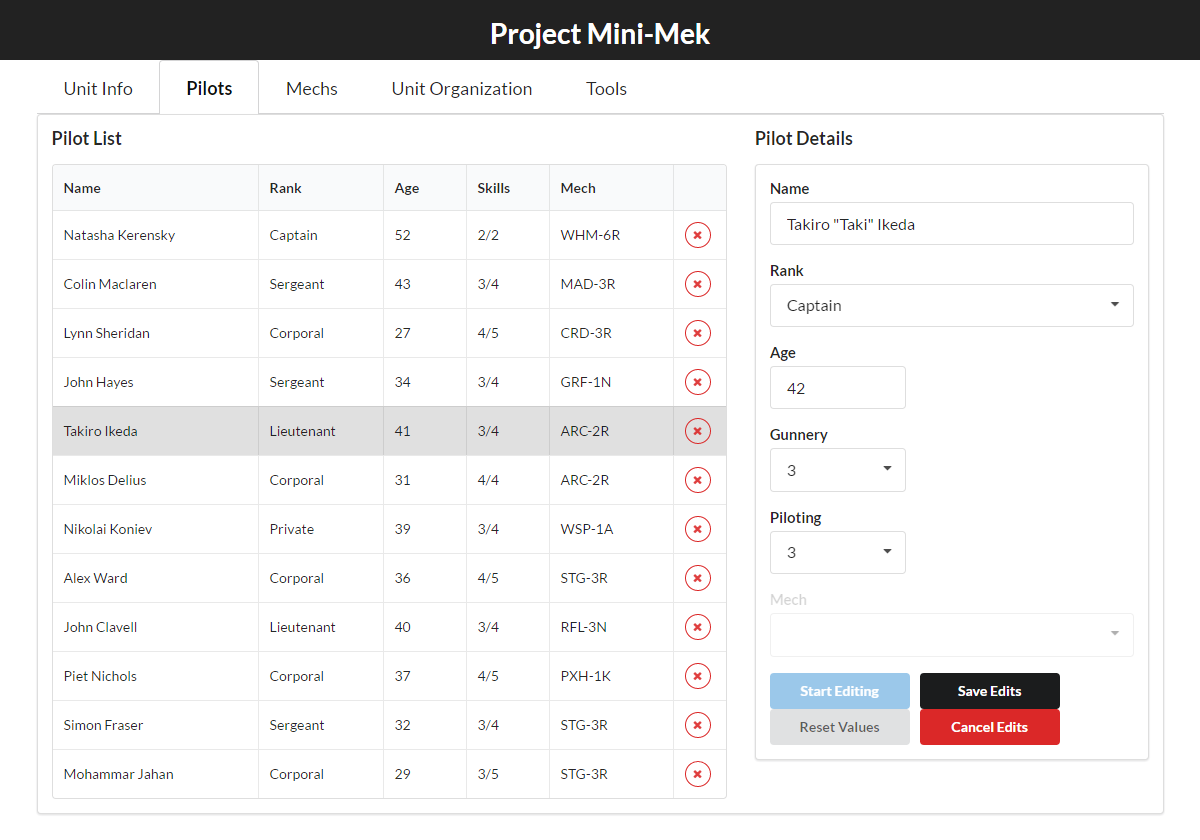 Project Mini-Mek
Unit Info Pilots Mechs Unit Organization Tools
Pilot List
Name Rank Age Skills Mech
Natasha Kerensky Captain 52 2/2 WHM-6R
Colin Maclaren Sergeant 43 3/4 MAD-3R
Lynn Sheridan Corporal 27 4/5 CRD-3R
John Hayes Sergeant 34 3/4 GRF-1N
Takiro Ikeda Lieutenant 41 3/4 ARC-2R
Miklos Delius Corporal 31 4/4 ARC-2R
Nikolai Koniev Private 39 3/4 WSP-1A
Alex Ward Corporal 36 4/5 STG-3R
John Clavell Lieutenant 40 3/4 RFL-3N
Piet Nichols Corporal 37 4/5 PXH-1K
Simon Fraser Sergeant 32 3/4 STG-3R
Mohammar Jahan Corporal 29 3/5 STG-3R
Pilot Details
Name
Takiro "Taki" Ikeda
Rank
Captain
Age
42
Gunnery
3
Piloting
3
Mech
Start Editing Save Edits
Reset Values Cancel Edits